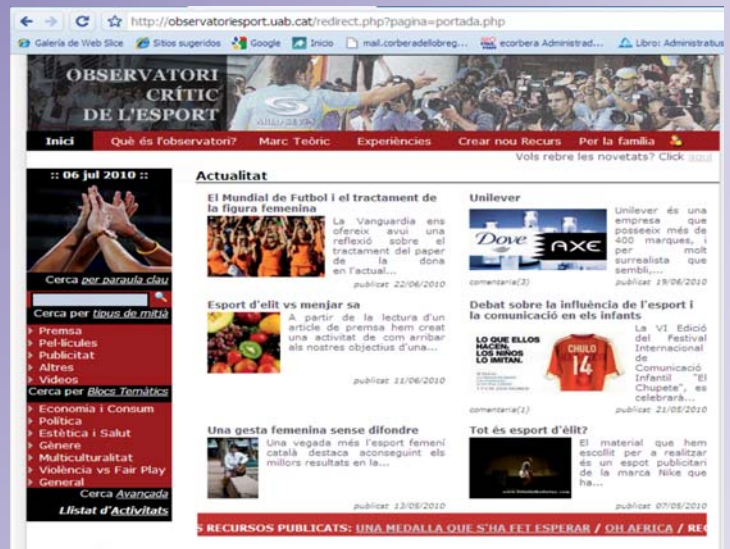 http://observatoriesport.uab.cat/redirect.php?pagina=portada.php
Galería de Web Slice Sitios sugeridos Google Inicio mail.corberadellobreg... ecorbera Administrad... Libro: Administratius
OBSERVATORI
CRÍTIC
DE L'ESPORT
Inici Què és l'observatori? Marc Teòric Experiències Crear nou Recurs Per la família
Vols rebre les novetats? Click aquí
:: 06 jul 2010 ::
Cerca per paraula clau
Cerca per tipus de mitjà
Premsa
Pel·lícules
Publicitat
Altres
Videos
Cerca per Blocs Temàtics
Economia i Consum
Política
Estètica i Salut
Gènere
Multiculturalitat
Violència vs Fair Play
General
Cerca Avançada
Llistat d'Activitats
Actualitat
El Mundial de Futbol i el tractament de
la figura femenina
La Vanguardia ens
ofereix avui una
reflexió sobre el
tractament del paper
de la dona
en l'actual...
publicat 22/06/2010
Unilever
Dove AXE
Unilever és una
empresa que
posseeix més de
400 marques, i
per molt
surrealista que
sembli,...
comentaris(3) publicat 19/06/2010
Esport d'elit vs menjar sa
A partir de la lectura d'un
article de premsa hem creat
una activitat de com arribar
als nostres objectius d'una...
publicat 11/06/2010
Debat sobre la influència de l'esport i
la comunicació en els infants
LO QUE ELLOS
HACEN,
LOS NIÑOS
LO IMITAN.
CHULO
14
La VI Edició
del Festival
Internacional
de
Comunicació
Infantil "El
Chupete", es
celebrarà...
comentaris(1) publicat 21/05/2010
Una gesta femenina sense difondre
Una vegada més l'esport femení
català destaca aconseguint els
millors resultats en la...
publicat 13/05/2010
Tot és esport d'èlit?
El material que hem
escollit per a realitzar
és un espot publicitari
de la marca Nike que
ha...
publicat 07/05/2010
S RECURSOS PUBLICATS: UNA MEDALLA QUE S'HA FET ESPERAR / OH AFRICA / REC